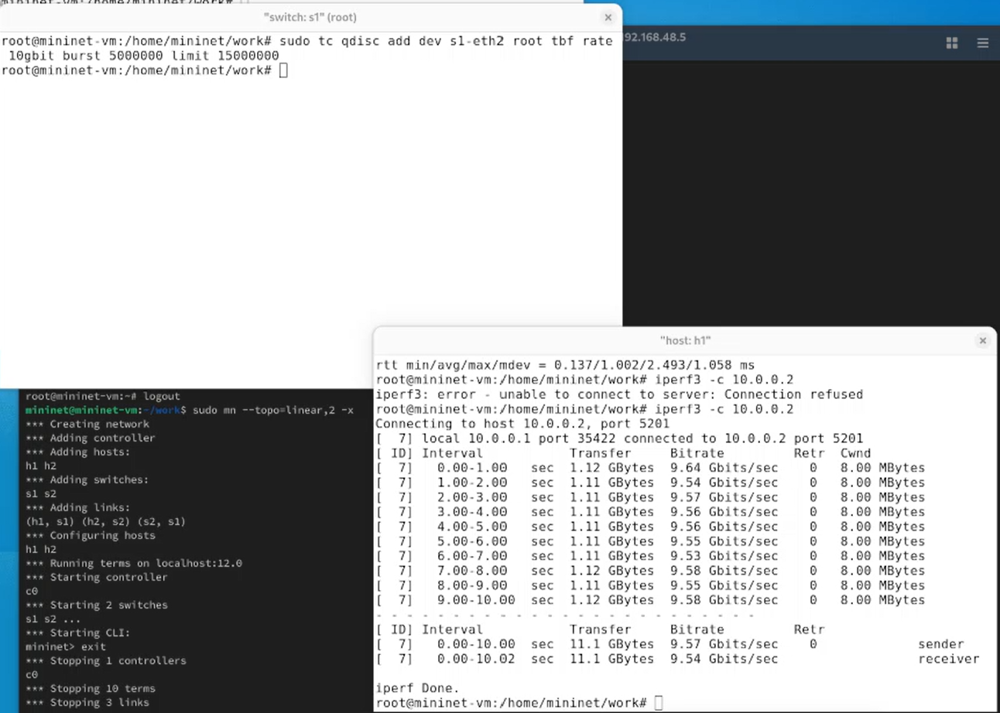 "switch: s1" (root)
root@mininet-vm:/home/mininet/work# sudo tc qdisc add dev s1-eth2 root tbf rate
10gbit burst 5000000 limit 15000000
root@mininet-vm:/home/mininet/work#
92.168.48.5
"host: h1"
rtt min/avg/max/mdev = 0.137/1.002/2.493/1.058 ms
root@mininet-vm:/home/mininet/work# iperf3 -c 10.0.0.2
iperf3: error - unable to connect to server: Connection refused
root@mininet-vm:/home/mininet/work# iperf3 -c 10.0.0.2
Connecting to host 10.0.0.2, port 5201
[  7] local 10.0.0.1 port 35422 connected to 10.0.0.2 port 5201
[ ID] Interval           Transfer     Bitrate         Retr  Cwnd
[  7]   0.00-1.00   sec  1.12 GBytes  9.64 Gbits/sec    0   8.00 MBytes
[  7]   1.00-2.00   sec  1.11 GBytes  9.54 Gbits/sec    0   8.00 MBytes
[  7]   2.00-3.00   sec  1.11 GBytes  9.57 Gbits/sec    0   8.00 MBytes
[  7]   3.00-4.00   sec  1.11 GBytes  9.56 Gbits/sec    0   8.00 MBytes
[  7]   4.00-5.00   sec  1.11 GBytes  9.56 Gbits/sec    0   8.00 MBytes
[  7]   5.00-6.00   sec  1.11 GBytes  9.55 Gbits/sec    0   8.00 MBytes
[  7]   6.00-7.00   sec  1.11 GBytes  9.53 Gbits/sec    0   8.00 MBytes
[  7]   7.00-8.00   sec  1.12 GBytes  9.58 Gbits/sec    0   8.00 MBytes
[  7]   8.00-9.00   sec  1.11 GBytes  9.55 Gbits/sec    0   8.00 MBytes
[  7]   9.00-10.00  sec  1.12 GBytes  9.58 Gbits/sec    0   8.00 MBytes
- - - - - - - - - - - - - - - - - - - - - - - - -
[ ID] Interval           Transfer     Bitrate         Retr
[  7]   0.00-10.00  sec  11.1 GBytes  9.57 Gbits/sec    0             sender
[  7]   0.00-10.02  sec  11.1 GBytes  9.54 Gbits/sec                  receiver
iperf Done.
root@mininet-vm:/home/mininet/work#
root@mininet-vm:~# logout
mininet@mininet-vm:~/work$ sudo mn --topo=linear,2 -x
*** Creating network
*** Adding controller
*** Adding hosts:
h1 h2
*** Adding switches:
s1 s2
*** Adding links:
(h1, s1) (h2, s2) (s2, s1)
*** Configuring hosts
h1 h2
*** Running terms on localhost:12.0
*** Starting controller
c0
*** Starting 2 switches
s1 s2 ...
*** Starting CLI:
mininet> exit
*** Stopping 1 controllers
c0
*** Stopping 10 terms
*** Stopping 3 links